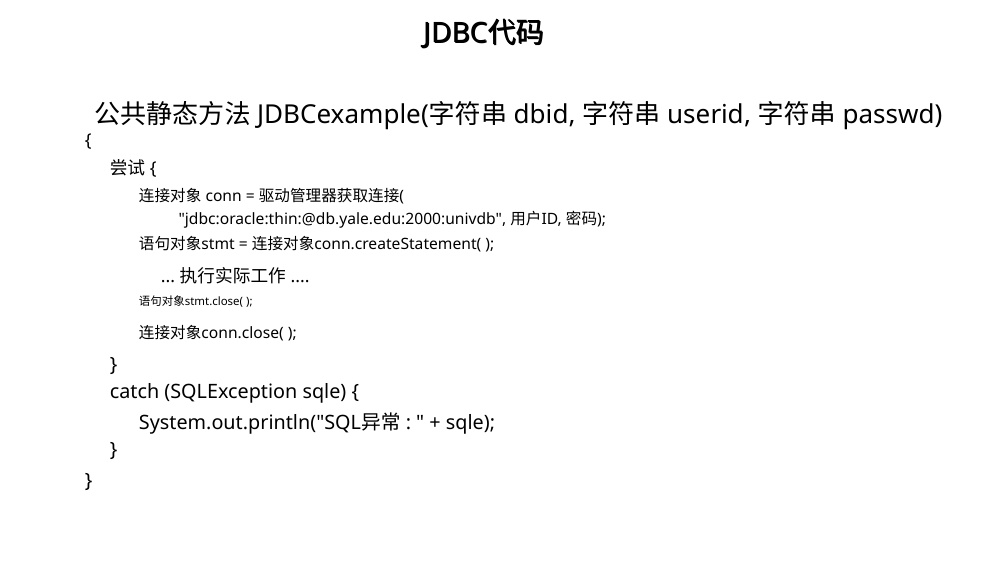 JDBC代码
公共静态方法 JDBCexample(字符串 dbid, 字符串 userid, 字符串 passwd)
{
尝试 {
连接对象 conn = 驱动管理器获取连接(
"jdbc:oracle:thin:@db.yale.edu:2000:univdb", 用户ID, 密码);
语句对象stmt = 连接对象conn.createStatement( );
... 执行实际工作 ....
语句对象stmt.close( );
连接对象conn.close( );
}
catch (SQLException sqle) {
System.out.println("SQL异常 : " + sqle);
}
}